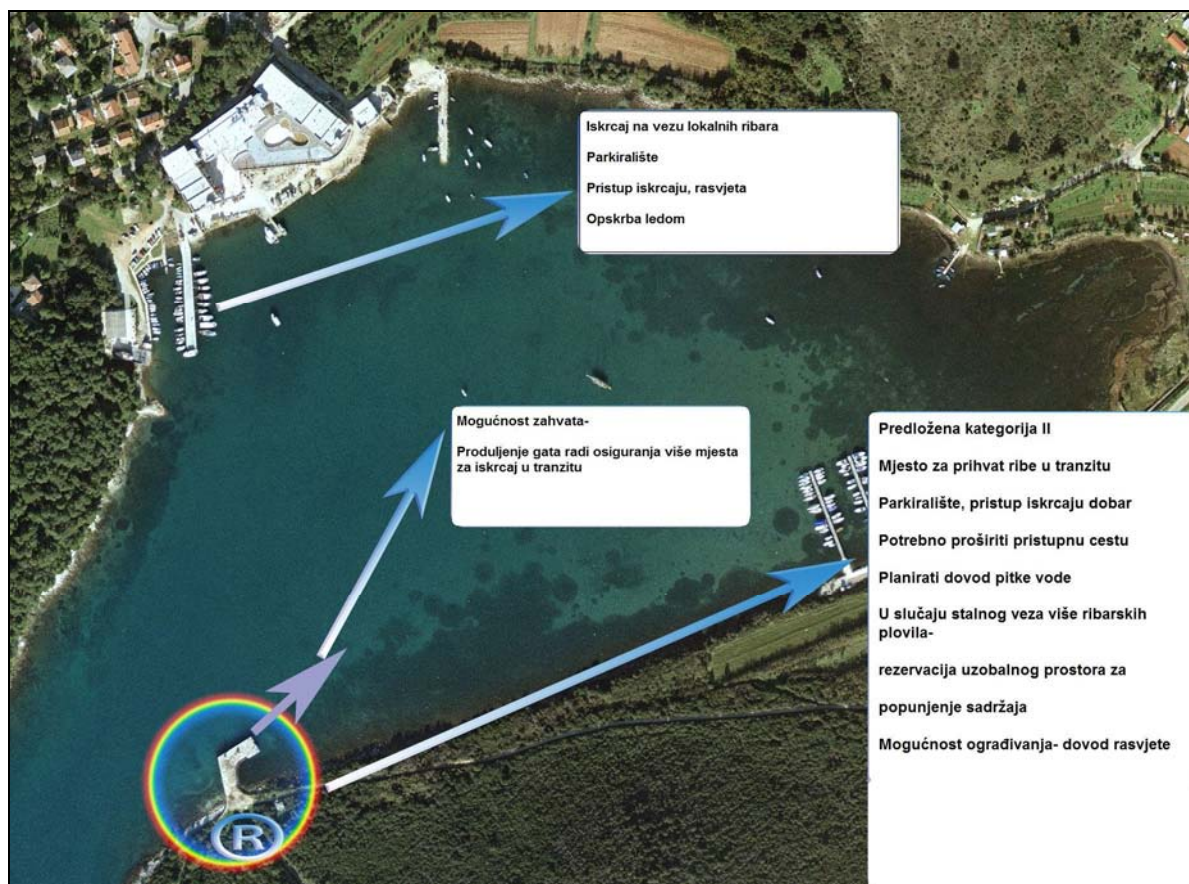 Iskrcaj na vezu lokalnih ribara
Parkiralište
Pristup iskrcaju, rasvjeta
Opskrba ledom
Mogućnost zahvata-
Produljenje gata radi osiguranja više mjesta
za iskrcaj u tranzitu
Predložena kategorija II
Mjesto za prihvat ribe u tranzitu
Parkiralište, pristup iskrcaju dobar
Potrebno proširiti pristupnu cestu
Planirati dovod pitke vode
U slučaju stalnog veza više ribarskih
plovila-
rezervacija uzobalnog prostora za
popunjenje sadržaja
Mogućnost ograđivanja- dovod rasvjete
R